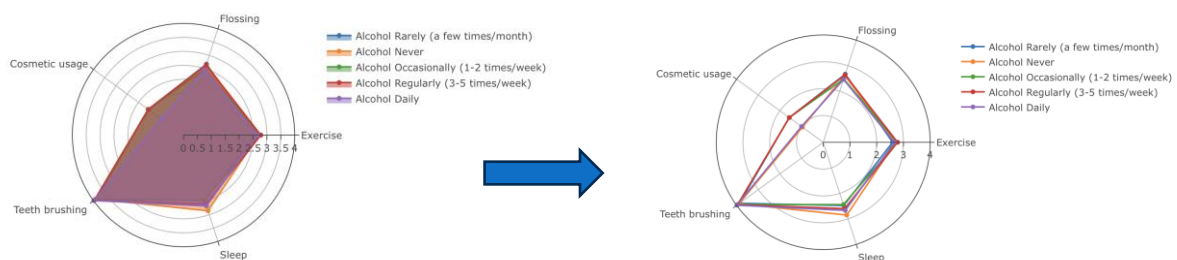 Flossing
Cosmetic usage
Exercise
0 0.5 1 1.5 2 2.5 3 3.5 4
Teeth brushing
Sleep
Alcohol Rarely (a few times/month)
Alcohol Never
Alcohol Occasionally (1-2 times/week)
Alcohol Regularly (3-5 times/week)
Alcohol Daily
Flossing
Cosmetic usage
Exercise
0 1 2 3 4
Teeth brushing
Sleep
Alcohol Rarely (a few times/month)
Alcohol Never
Alcohol Occasionally (1-2 times/week)
Alcohol Regularly (3-5 times/week)
Alcohol Daily